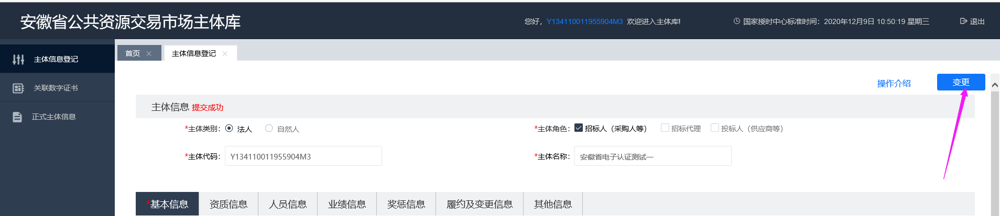 安徽省公共资源交易市场主体库
您好，Y134110011955904M3 欢迎进入主体库!
国家授时中心标准时间：2020年12月9日 10:50:19 星期三
退出
主体信息登记
关联数字证书
正式主体信息
首页 ×
主体信息登记 ×
操作介绍
变更
主体信息 提交成功
*主体类别： 法人 自然人
*主体角色： 招标人（采购人等） 招标代理 投标人（供应商等）
*主体代码： Y134110011955904M3
*主体名称： 安徽省电子认证测试一
*基本信息 资质信息 人员信息 业绩信息 奖惩信息 履约及变更信息 其他信息